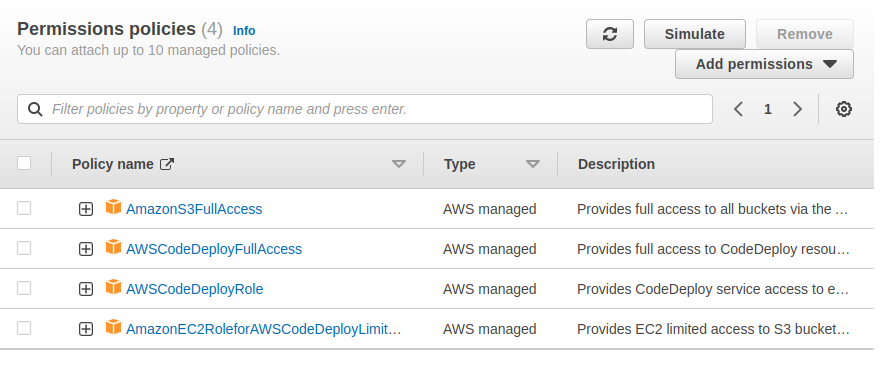 Permissions policies (4) Info
You can attach up to 10 managed policies.
Simulate
Remove
Add permissions
Filter policies by property or policy name and press enter.
1
Policy name Type Description
AmazonS3FullAccess AWS managed Provides full access to all buckets via the …
AWSCodeDeployFullAccess AWS managed Provides full access to CodeDeploy resou…
AWSCodeDeployRole AWS managed Provides CodeDeploy service access to e…
AmazonEC2RoleforAWSCodeDeployLimit… AWS managed Provides EC2 limited access to S3 bucket…